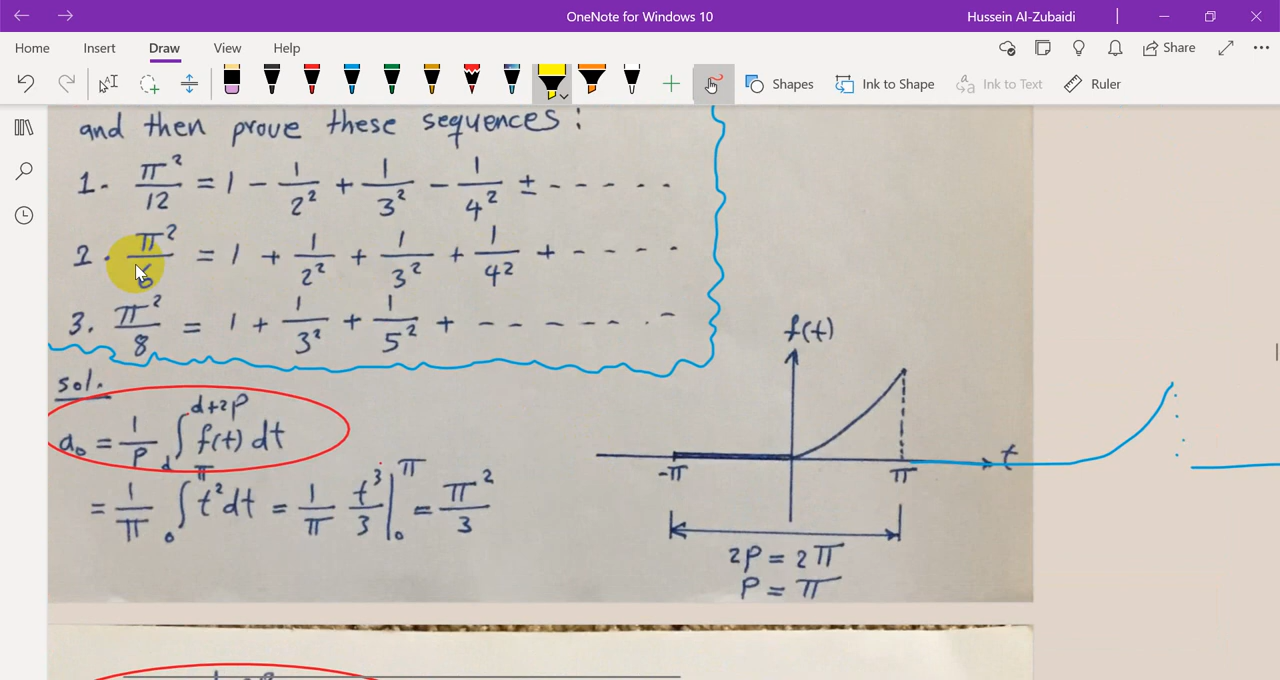 OneNote for Windows 10
Hussein Al-Zubaidi
Home Insert Draw View Help
Share
Shapes Ink to Shape Ink to Text Ruler
and then prove these sequences :
1. π²/12 = 1 - 1/2² + 1/3² - 1/4² ± - - - - -
2. π²/6 = 1 + 1/2² + 1/3² + 1/4² + - - - - -
3. π²/8 = 1 + 1/3² + 1/5² + - - - - - - - -
sol.
a₀ = 1/P ∫_d^{d+2P} f(t) dt
= 1/π ∫_0^π t² dt = 1/π t³/3 |_0^π = π²/3
f(t)
t
-π π
2P = 2π
P = π